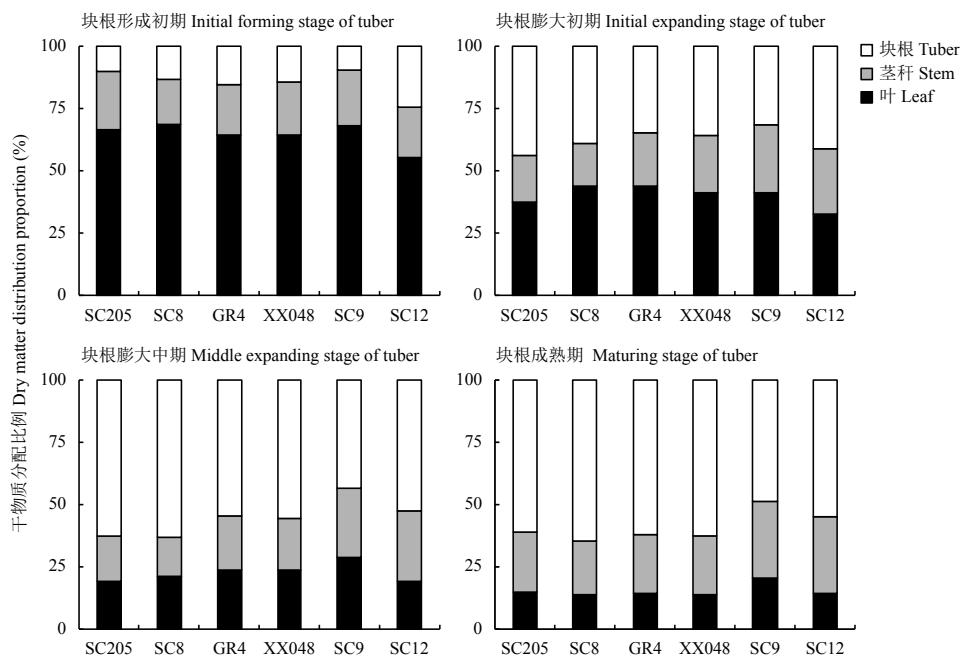 块根形成初期 Initial forming stage of tuber
块根膨大初期 Initial expanding stage of tuber
100
75
50
25
0
SC205 SC8 GR4 XX048 SC9 SC12
100
75
50
25
0
SC205 SC8 GR4 XX048 SC9 SC12
块根 Tuber
茎秆 Stem
叶 Leaf
干物质分配比例 Dry matter distribution proportion (%)
块根膨大中期 Middle expanding stage of tuber
块根成熟期 Maturing stage of tuber
100
75
50
25
0
SC205 SC8 GR4 XX048 SC9 SC12
100
75
50
25
0
SC205 SC8 GR4 XX048 SC9 SC12